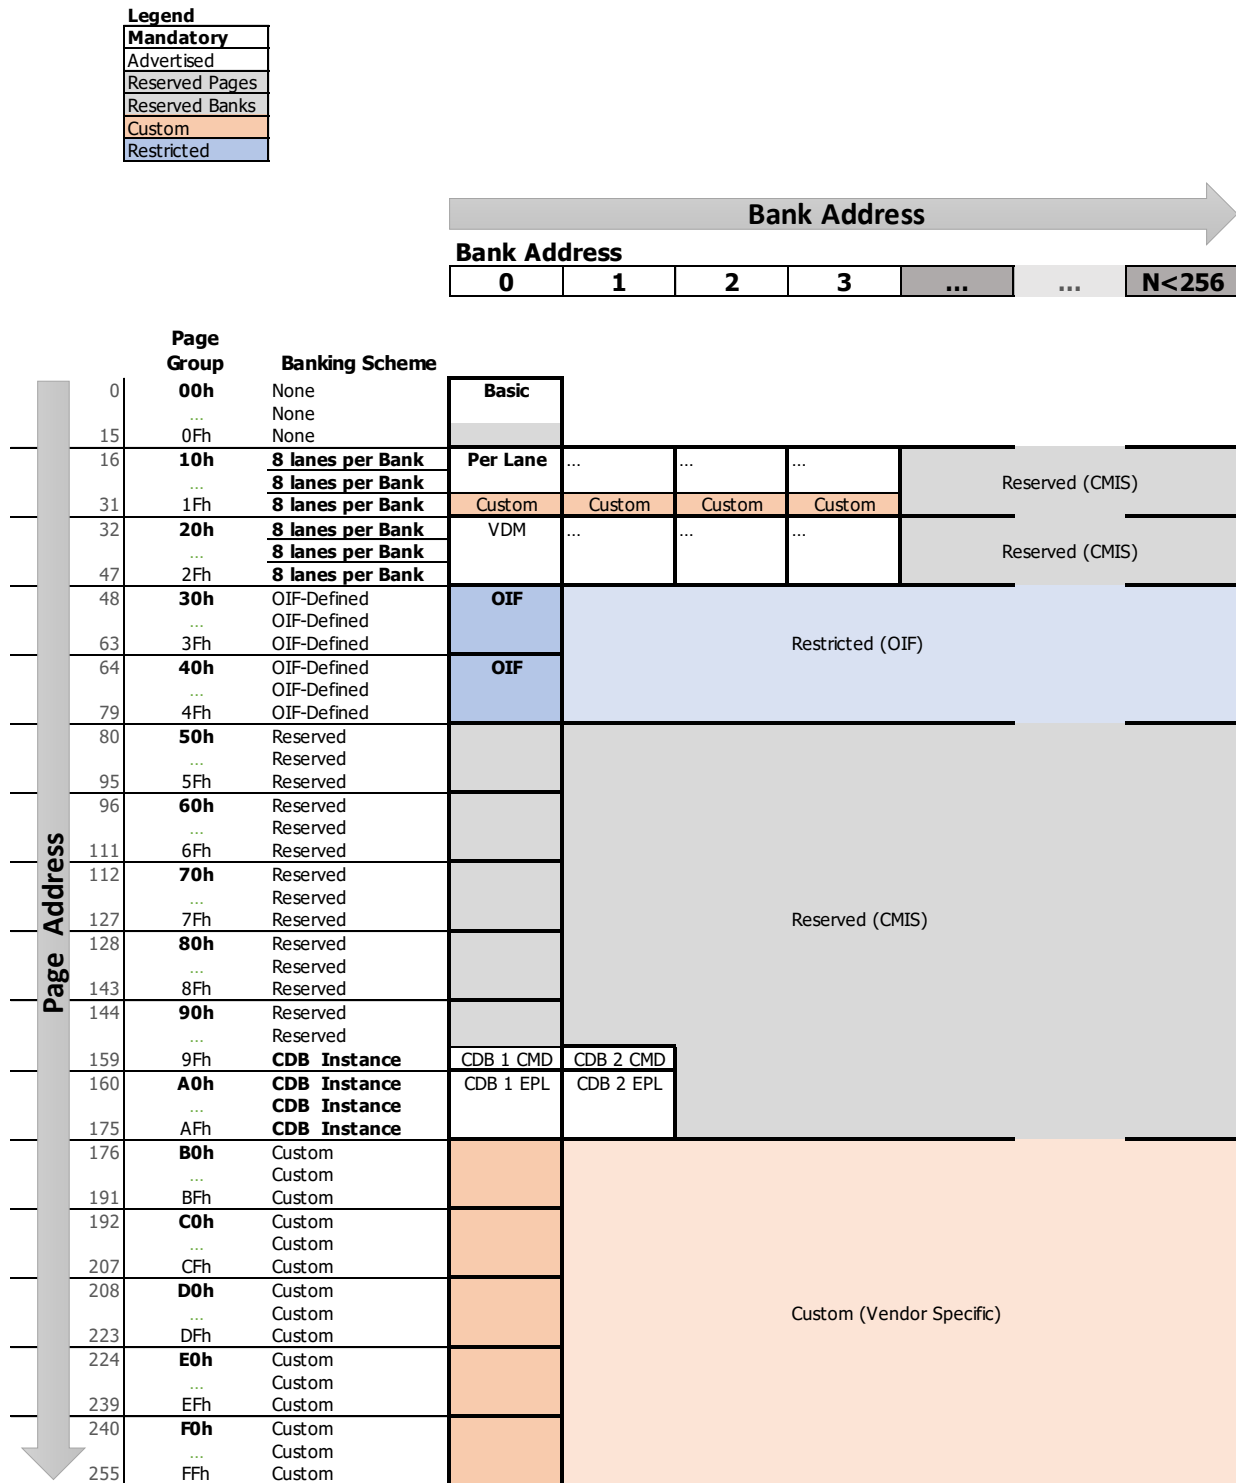 Legend
Mandatory
Advertised
Reserved Pages
Reserved Banks
Custom
Restricted
Bank Address
Bank Address
0 1 2 3 ... ... N<256
Page
Group Banking Scheme
0 00h None Basic
... None
15 0Fh None
16 10h 8 lanes per Bank Per Lane ... ... ...
... 8 lanes per Bank Reserved (CMIS)
31 1Fh 8 lanes per Bank Custom Custom Custom Custom
32 20h 8 lanes per Bank VDM ... ... ...
... 8 lanes per Bank Reserved (CMIS)
47 2Fh 8 lanes per Bank
48 30h OIF-Defined OIF
... OIF-Defined
63 3Fh OIF-Defined Restricted (OIF)
64 40h OIF-Defined OIF
... OIF-Defined
79 4Fh OIF-Defined
80 50h Reserved
... Reserved
95 5Fh Reserved
96 60h Reserved
... Reserved
111 6Fh Reserved
112 70h Reserved
... Reserved
127 7Fh Reserved Reserved (CMIS)
128 80h Reserved
... Reserved
143 8Fh Reserved
144 90h Reserved
... Reserved
159 9Fh CDB Instance CDB 1 CMD CDB 2 CMD
160 A0h CDB Instance CDB 1 EPL CDB 2 EPL
... CDB Instance
175 AFh CDB Instance
176 B0h Custom
... Custom
191 BFh Custom
192 C0h Custom
... Custom
207 CFh Custom
208 D0h Custom
... Custom Custom (Vendor Specific)
223 DFh Custom
224 E0h Custom
... Custom
239 EFh Custom
240 F0h Custom
... Custom
255 FFh Custom
Page Address